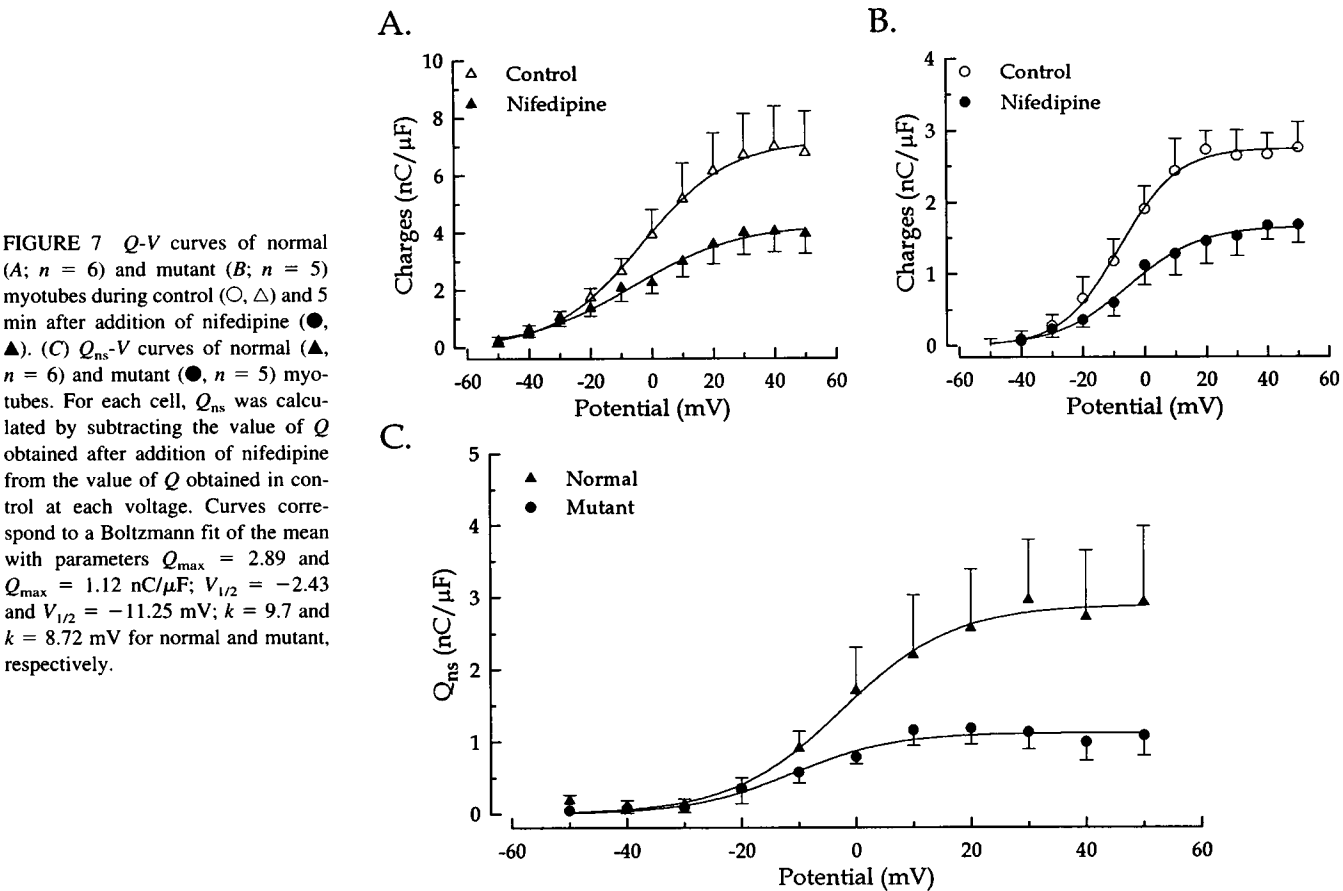 FIGURE 7 Q-V curves of normal
(A; n = 6) and mutant (B; n = 5)
myotubes during control (○, △) and 5
min after addition of nifedipine (●,
▲). (C) Qns-V curves of normal (▲,
n = 6) and mutant (●, n = 5) myo-
tubes. For each cell, Qns was calcu-
lated by subtracting the value of Q
obtained after addition of nifedipine
from the value of Q obtained in con-
trol at each voltage. Curves corre-
spond to a Boltzmann fit of the mean
with parameters Qmax = 2.89 and
Qmax = 1.12 nC/μF; V1/2 = −2.43
and V1/2 = −11.25 mV; k = 9.7 and
k = 8.72 mV for normal and mutant,
respectively.
A.
Charges (nC/μF)
10
8
6
4
2
0
△ Control
▲ Nifedipine
-60 -40 -20 0 20 40 60
Potential (mV)
B.
Charges (nC/μF)
4
3
2
1
0
○ Control
● Nifedipine
-60 -40 -20 0 20 40 60
Potential (mV)
C.
Qns (nC/μF)
5
4
3
2
1
0
▲ Normal
● Mutant
-60 -40 -20 0 20 40 60
Potential (mV)